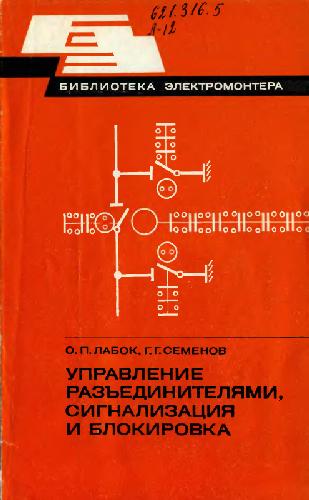 621.316.5
Л-12
БИБЛИОТЕКА ЭЛЕКТРОМОНТЕРА
О. П. ЛАБОК, Г. Г. СЕМЕНОВ
УПРАВЛЕНИЕ
РАЗЪЕДИНИТЕЛЯМИ,
СИГНАЛИЗАЦИЯ
И БЛОКИРОВКА